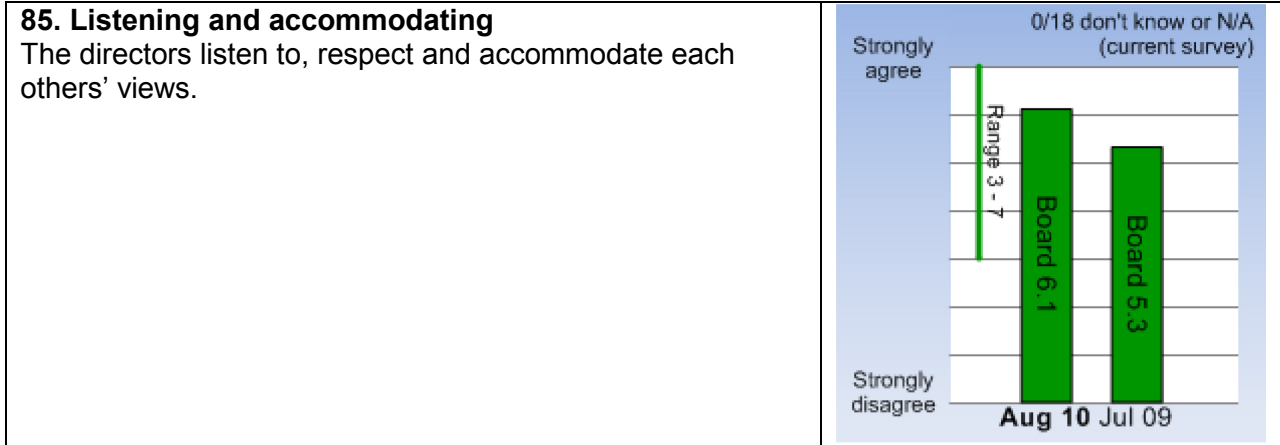 85. Listening and accommodating
The directors listen to, respect and accommodate each
others’ views.
0/18 don't know or N/A
(current survey)
Strongly
agree
Range 3 - 7
Board 6.1
Board 5.3
Strongly
disagree
Aug 10 Jul 09